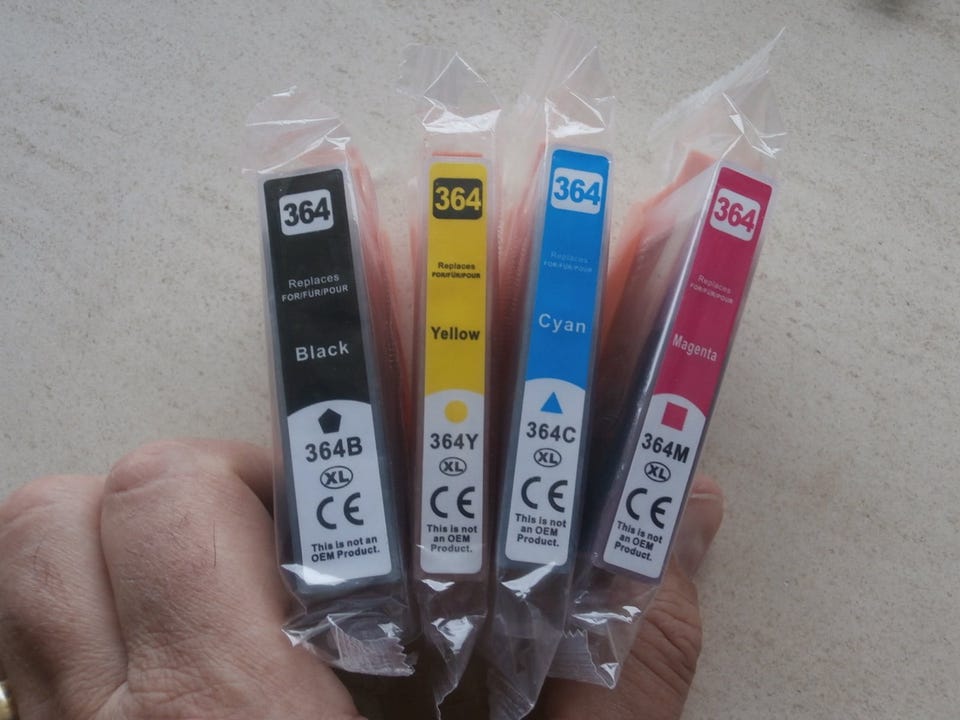 364
Replaces
FOR/FÜR/POUR
Black
364B
XL
CE
This is not an
OEM Product.
364
Replaces
FOR/FÜR/POUR
Yellow
364Y
XL
CE
This is not
an OEM
Product.
364
Replaces
FOR/FÜR/POUR
Cyan
364C
XL
CE
This is not
an OEM
Product.
364
Replaces
FOR/FÜR/POUR
Magenta
364M
XL
CE
This is not
an OEM
Product.